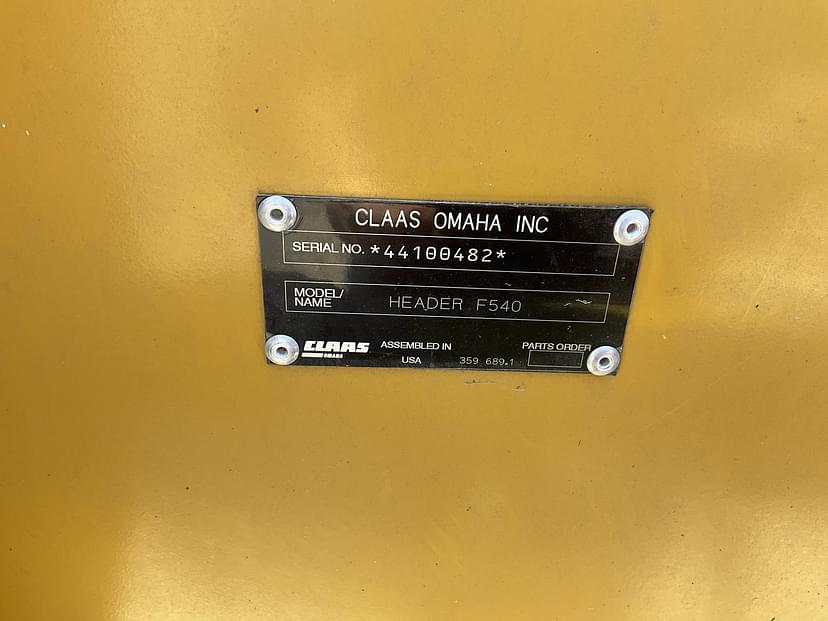 CLAAS OMAHA INC
SERIAL NO. *44100482*
MODEL/
NAME
HEADER F540
CLAAS
OMAHA
ASSEMBLED IN
USA
359 689.1
PARTS ORDER